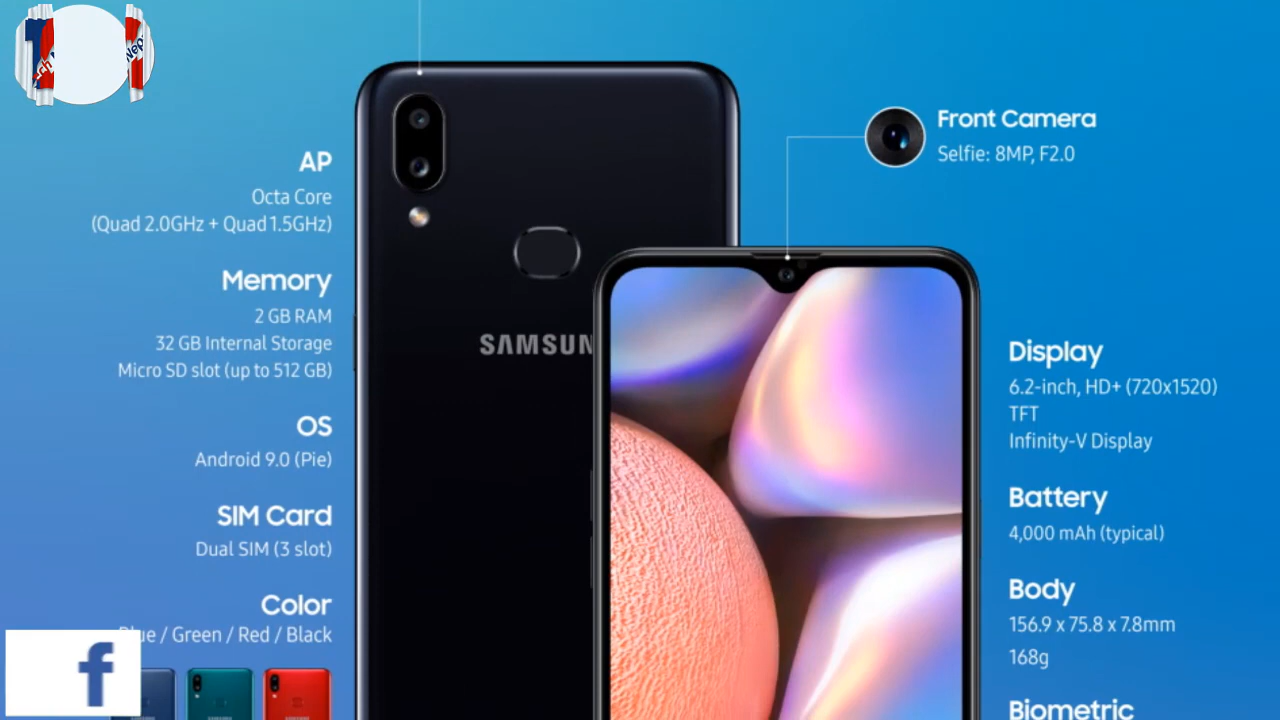 AP
Octa Core
(Quad 2.0GHz + Quad 1.5GHz)
Memory
2 GB RAM
32 GB Internal Storage
Micro SD slot (up to 512 GB)
OS
Android 9.0 (Pie)
SIM Card
Dual SIM (3 slot)
Color
Blue / Green / Red / Black
f
SAMSUN
Front Camera
Selfie: 8MP, F2.0
Display
6.2-inch, HD+ (720x1520)
TFT
Infinity-V Display
Battery
4,000 mAh (typical)
Body
156.9 x 75.8 x 7.8mm
168g
Biometric